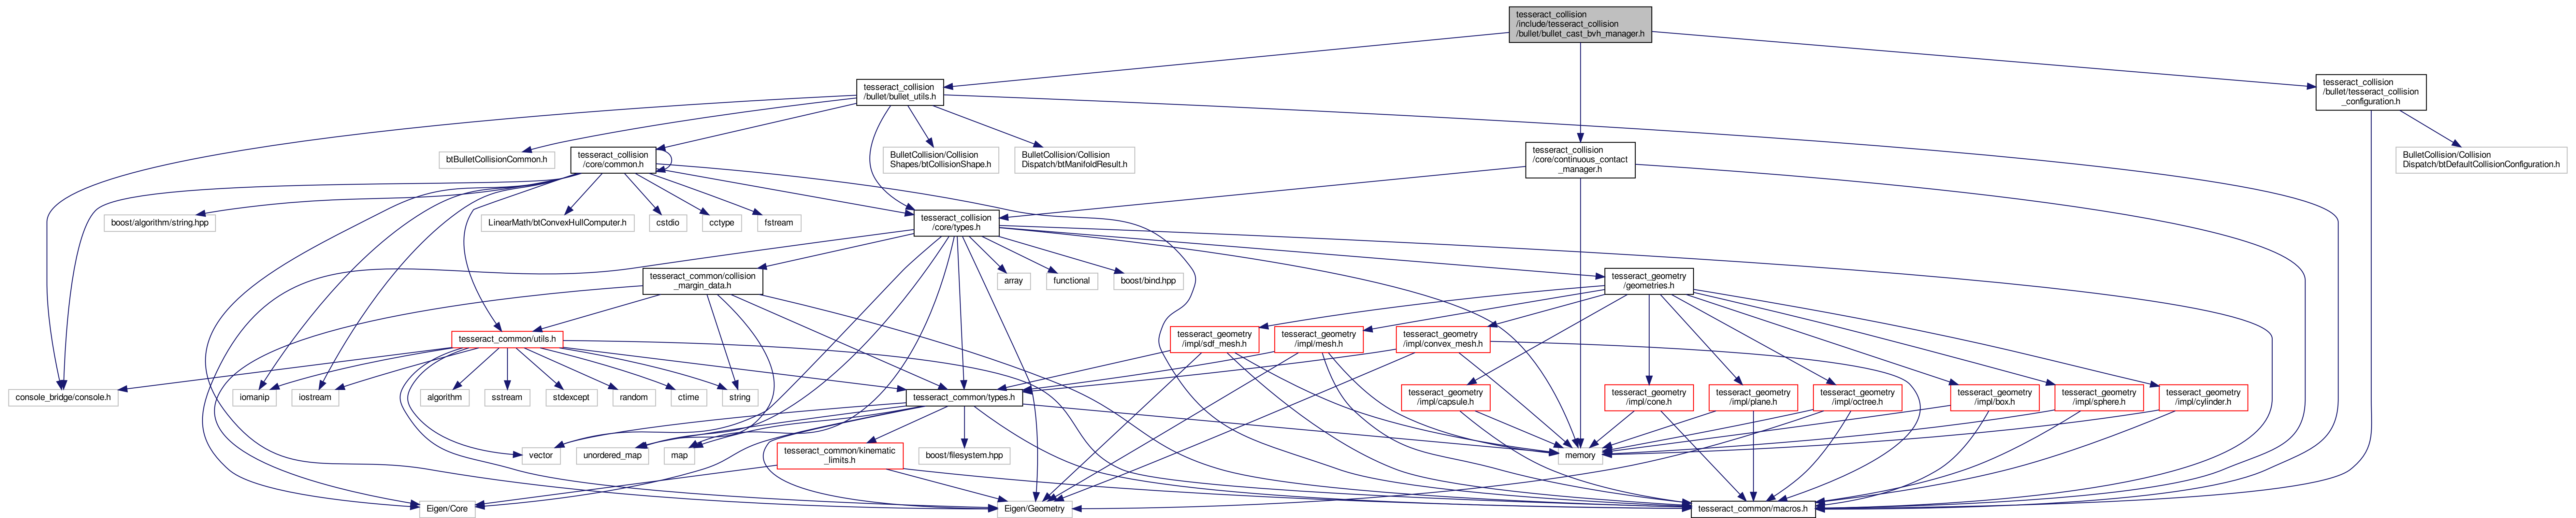 tesseract_collision
/include/tesseract_collision
/bullet/bullet_cast_bvh_manager.h
tesseract_collision
/bullet/bullet_utils.h
tesseract_collision
/bullet/tesseract_collision
_configuration.h
btBulletCollisionCommon.h
tesseract_collision
/core/common.h
BulletCollision/Collision
Shapes/btCollisionShape.h
BulletCollision/Collision
Dispatch/btManifoldResult.h
tesseract_collision
/core/continuous_contact
_manager.h
BulletCollision/Collision
Dispatch/btDefaultCollisionConfiguration.h
boost/algorithm/string.hpp
LinearMath/btConvexHullComputer.h
cstdio
cctype
fstream
tesseract_collision
/core/types.h
tesseract_common/collision
_margin_data.h
array
functional
boost/bind.hpp
tesseract_geometry
/geometries.h
tesseract_common/utils.h
tesseract_geometry
/impl/sdf_mesh.h
tesseract_geometry
/impl/mesh.h
tesseract_geometry
/impl/convex_mesh.h
console_bridge/console.h
iomanip
iostream
algorithm
sstream
stdexcept
random
ctime
string
tesseract_common/types.h
tesseract_geometry
/impl/capsule.h
tesseract_geometry
/impl/cone.h
tesseract_geometry
/impl/plane.h
tesseract_geometry
/impl/octree.h
tesseract_geometry
/impl/box.h
tesseract_geometry
/impl/sphere.h
tesseract_geometry
/impl/cylinder.h
vector
unordered_map
map
tesseract_common/kinematic
_limits.h
boost/filesystem.hpp
memory
Eigen/Core
Eigen/Geometry
tesseract_common/macros.h